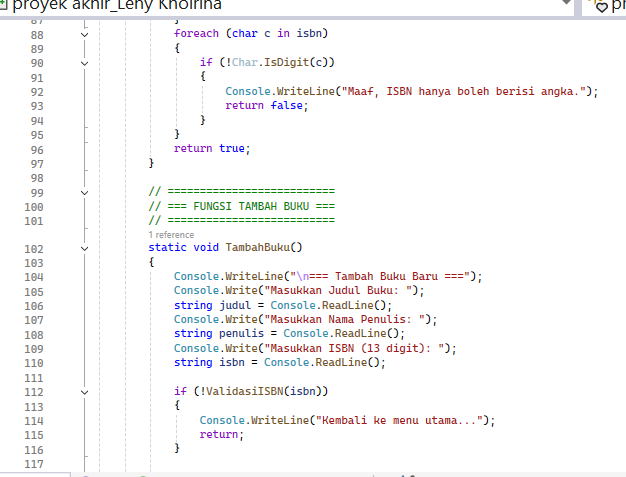 proyek akhir_Leny Khoirina
87 }
88 foreach (char c in isbn)
89 {
90 if (!Char.IsDigit(c))
91 {
92 Console.WriteLine("Maaf, ISBN hanya boleh berisi angka.");
93 return false;
94 }
95 }
96 return true;
97 }
98
99 // ==========================
100 // === FUNGSI TAMBAH BUKU ===
101 // ==========================
1 reference
102 static void TambahBuku()
103 {
104 Console.WriteLine("\n=== Tambah Buku Baru ===");
105 Console.Write("Masukkan Judul Buku: ");
106 string judul = Console.ReadLine();
107 Console.Write("Masukkan Nama Penulis: ");
108 string penulis = Console.ReadLine();
109 Console.Write("Masukkan ISBN (13 digit): ");
110 string isbn = Console.ReadLine();
111
112 if (!ValidasiISBN(isbn))
113 {
114 Console.WriteLine("Kembali ke menu utama...");
115 return;
116 }
117